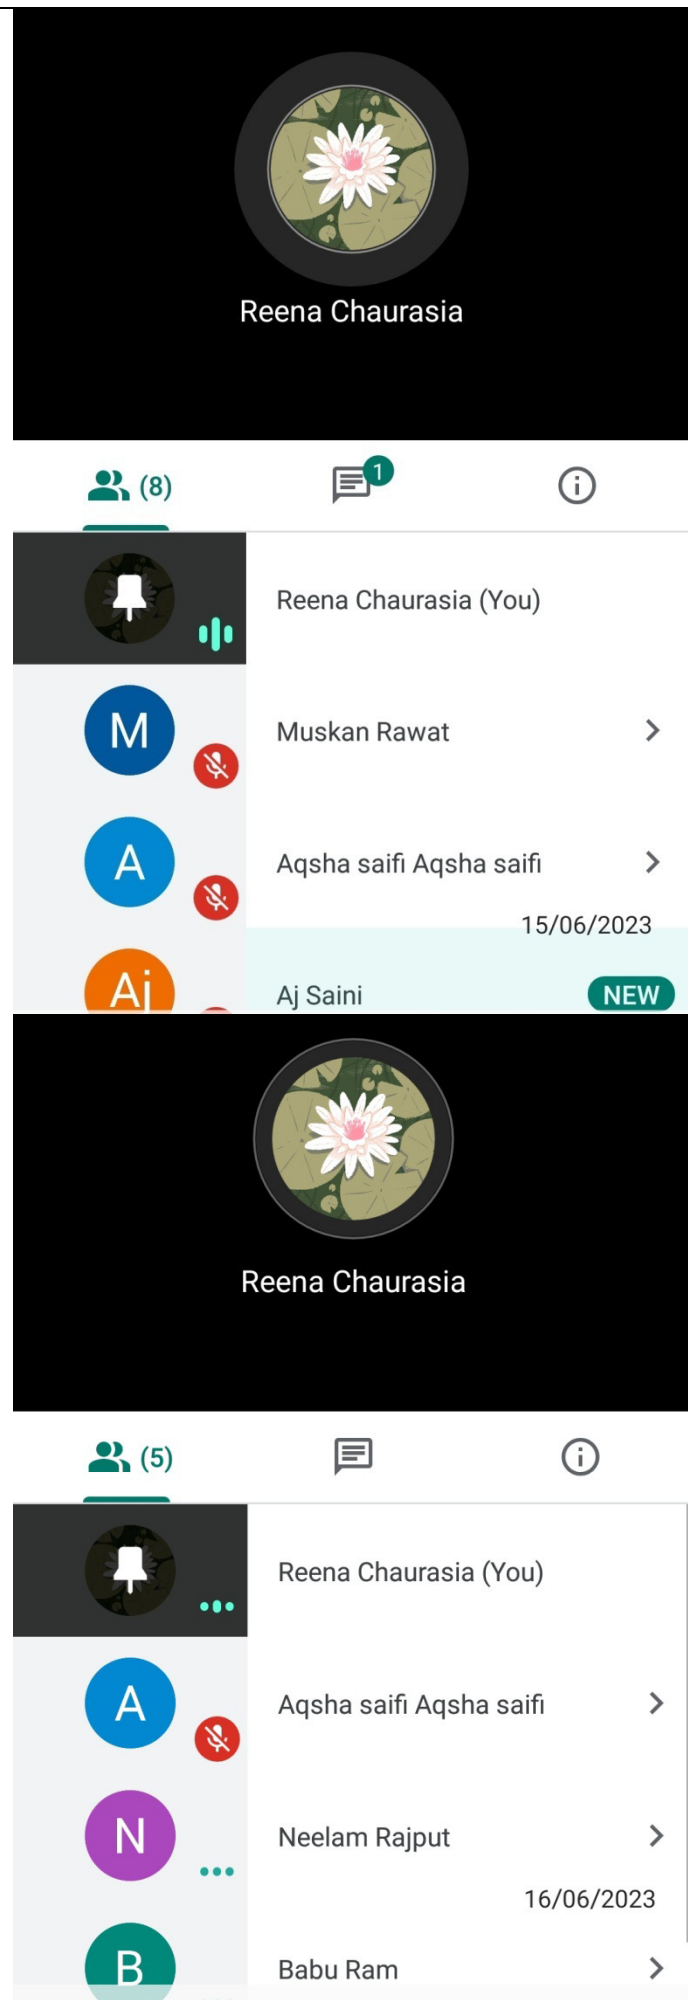 Reena Chaurasia
(8)
1
Reena Chaurasia (You)
M
Muskan Rawat
A
Aqsha saifi Aqsha saifi
15/06/2023
Aj
Aj Saini
NEW
Reena Chaurasia
(5)
Reena Chaurasia (You)
A
Aqsha saifi Aqsha saifi
N
Neelam Rajput
16/06/2023
B
Babu Ram